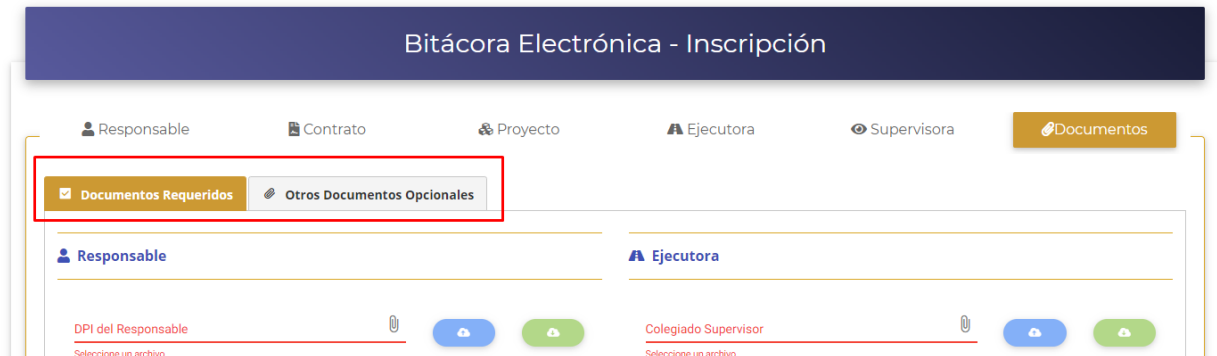 Bitácora Electrónica - Inscripción
Responsable Contrato Proyecto Ejecutora Supervisora Documentos
Documentos Requeridos Otros Documentos Opcionales
Responsable Ejecutora
DPI del Responsable Colegiado Supervisor
Seleccione un archivo Seleccione un archivo